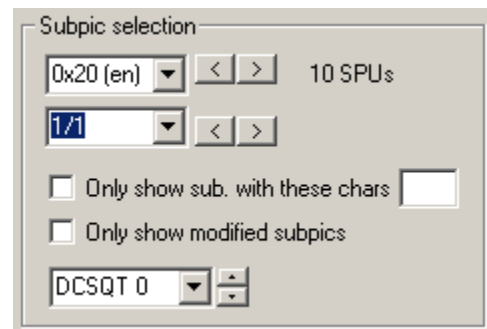 Subpic selection
0x20 (en) < > 10 SPUs
1/1 < >
Only show sub. with these chars
Only show modified subpics
DCSQT 0